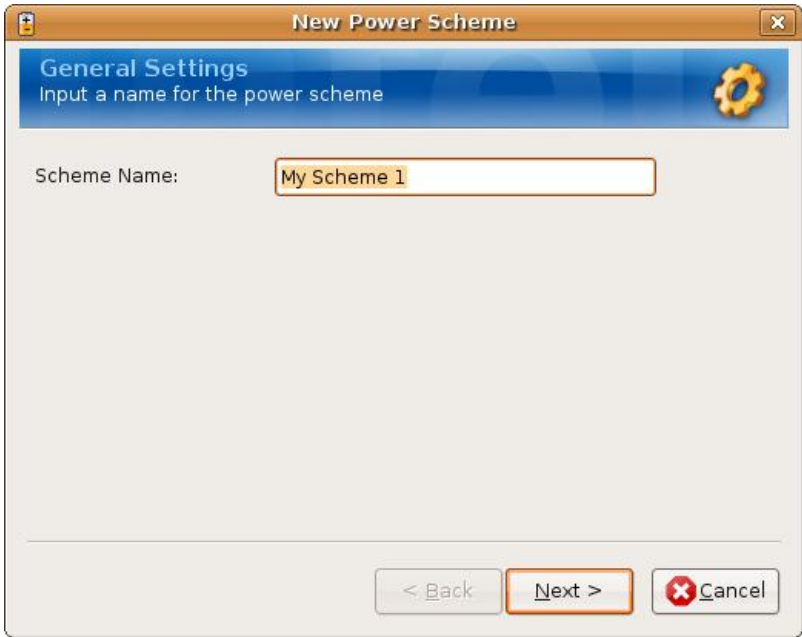 New Power Scheme
General Settings
Input a name for the power scheme
Scheme Name:
My Scheme 1
< Back
Next >
Cancel